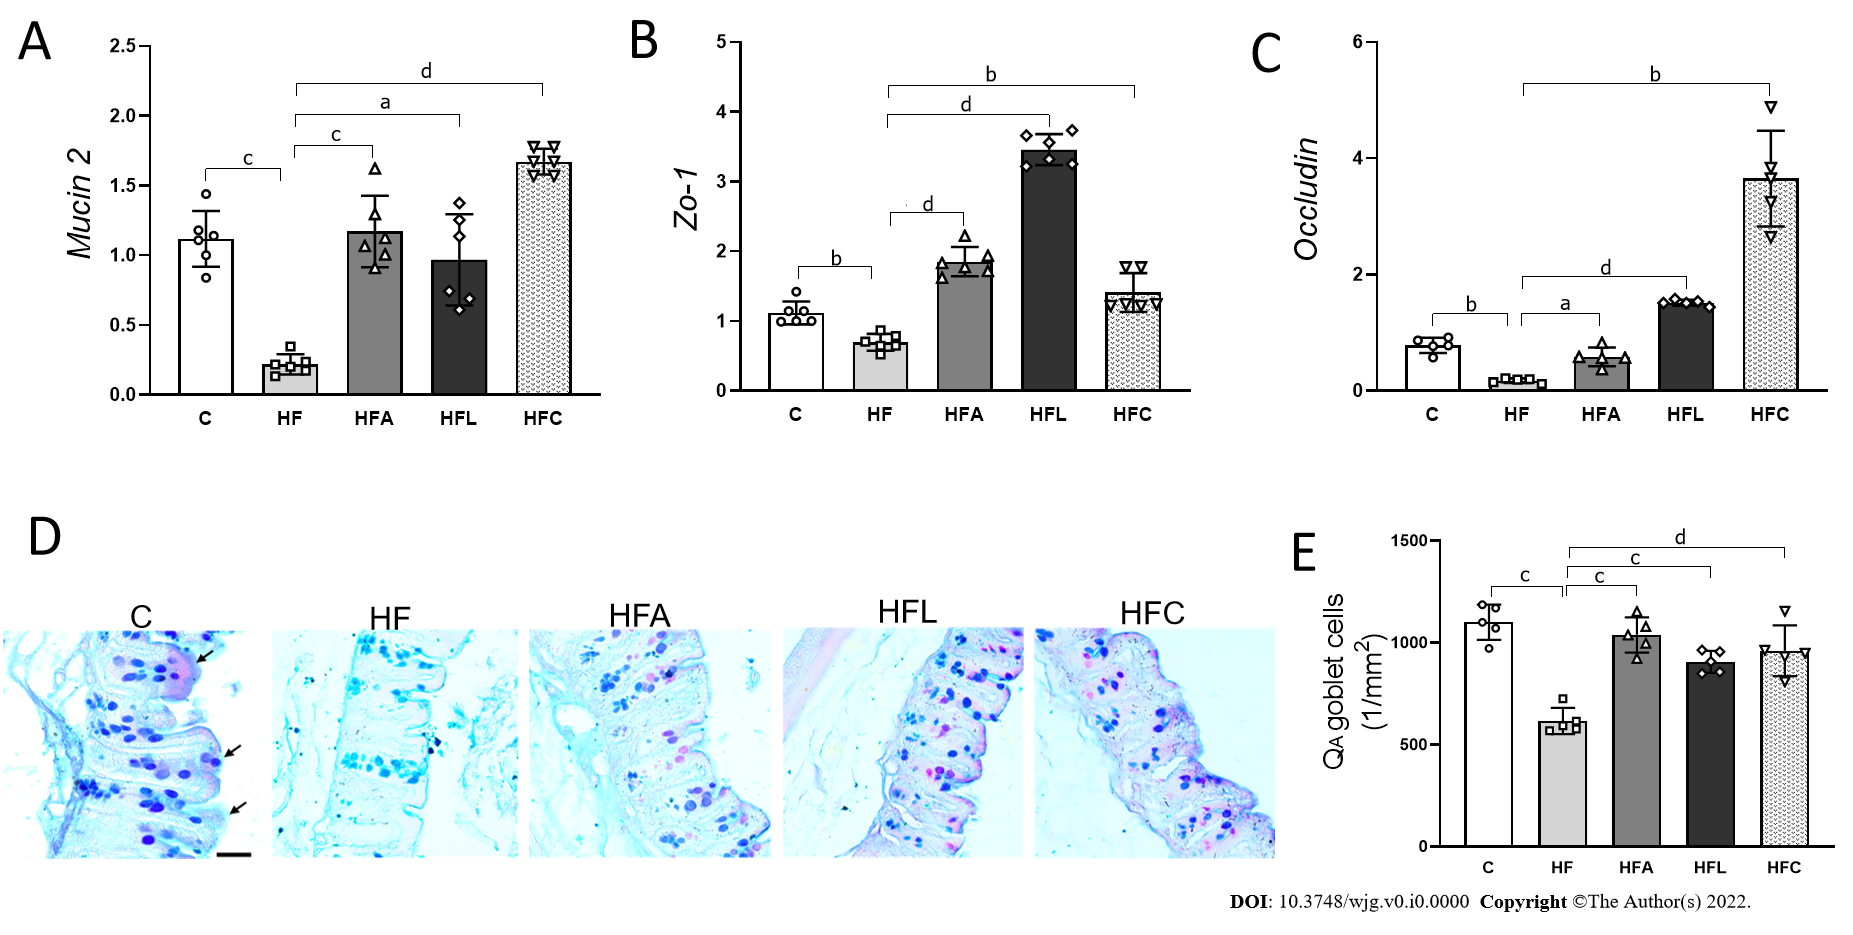 A
Mucin 2
2.5
2.0
1.5
1.0
0.5
0.0
d
a
c
c
C HF HFA HFL HFC
B
Zo-1
5
4
3
2
1
0
b
d
d
b
C HF HFA HFL HFC
C
Occludin
6
4
2
0
b
d
b a
C HF HFA HFL HFC
D
C HF HFA HFL HFC
E
QA goblet cells
(1/mm²)
1500
1000
500
0
d
c
c c
C HF HFA HFL HFC
DOI: 10.3748/wjg.v0.i0.0000 Copyright ©The Author(s) 2022.